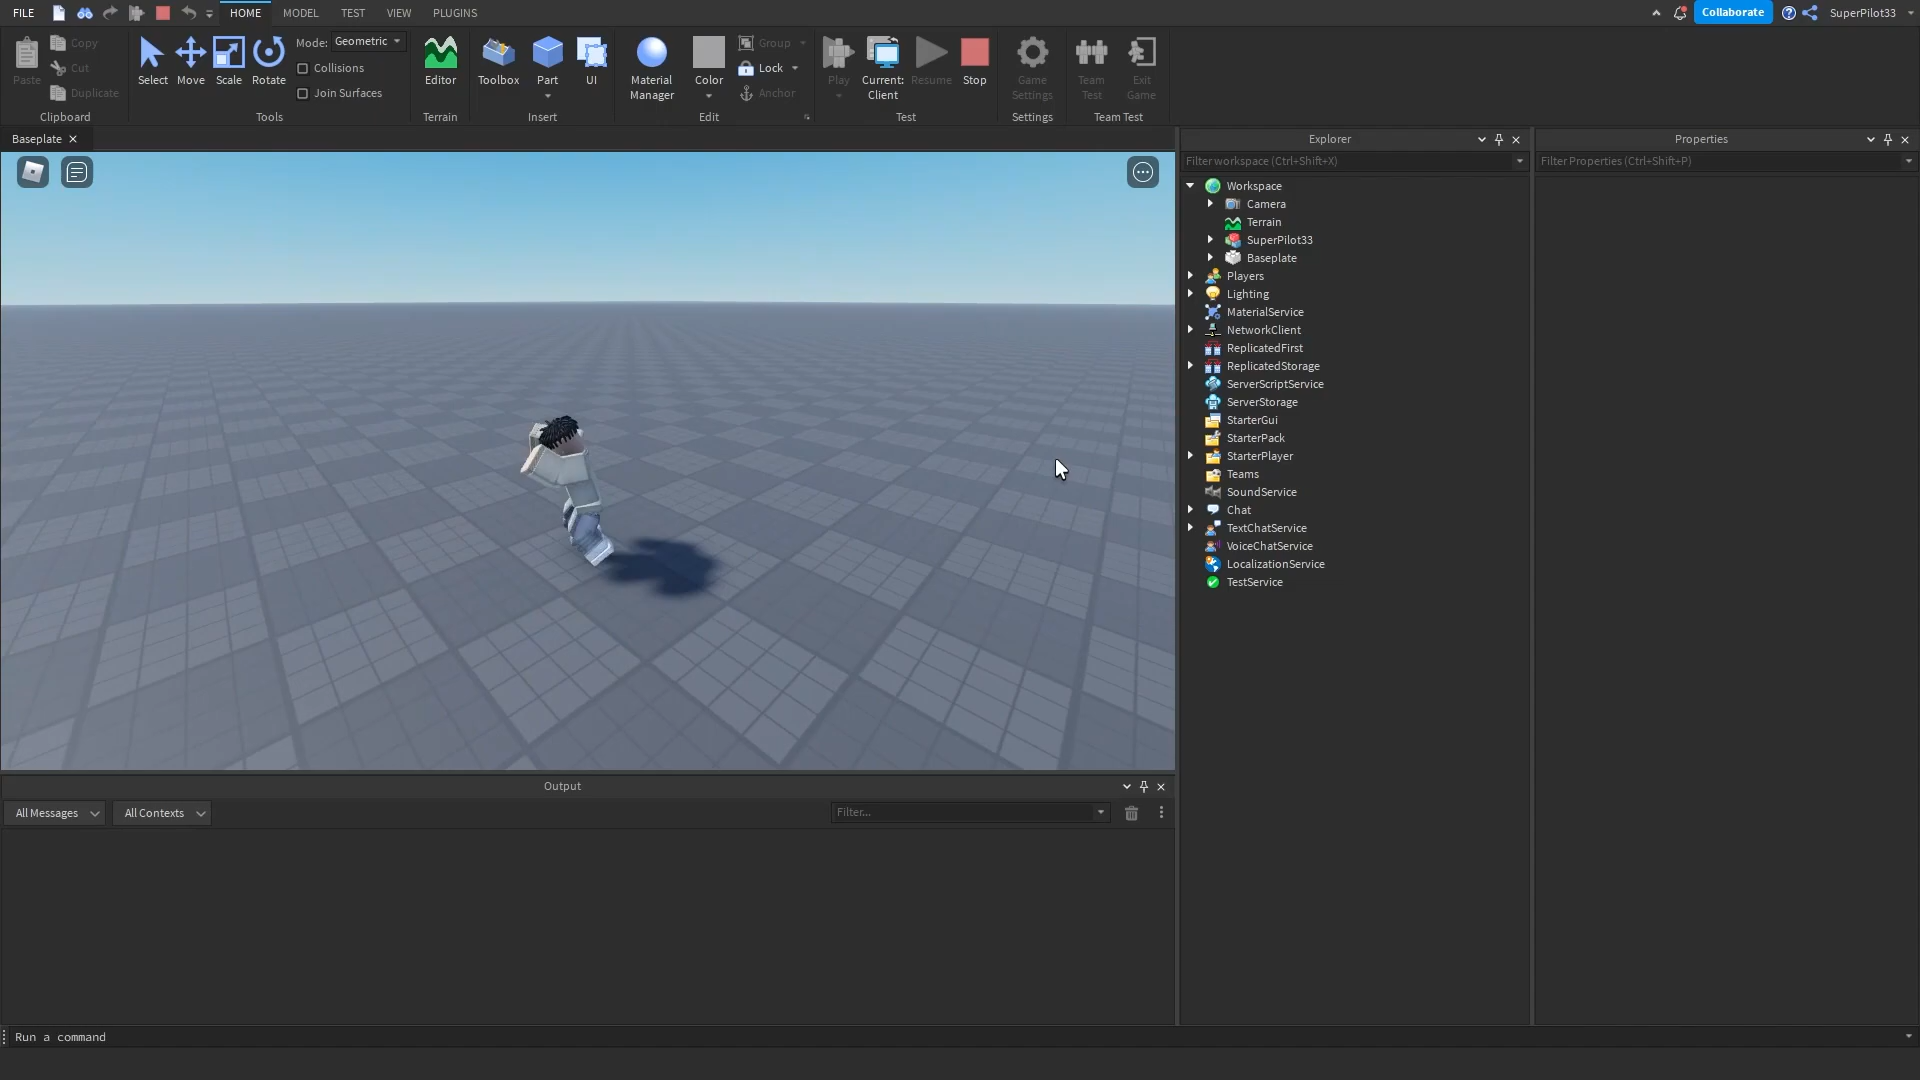 FILE
HOME
MODEL
TEST
VIEW
PLUGINS
Collaborate
SuperPilot33
Paste
Copy
Cut
Duplicate
Clipboard
Select
Move
Scale
Rotate
Mode: Geometric
Collisions
Join Surfaces
Tools
Editor
Terrain
Toolbox
Part
UI
Insert
Material
Manager
Color
Group
Lock
Anchor
Edit
Play
Current:
Client
Resume
Stop
Test
Game
Settings
Settings
Team
Test
Exit
Game
Team Test
Baseplate
Explorer
Filter workspace (Ctrl+Shift+X)
Workspace
Camera
Terrain
SuperPilot33
Baseplate
Players
Lighting
MaterialService
NetworkClient
ReplicatedFirst
ReplicatedStorage
ServerScriptService
ServerStorage
StarterGui
StarterPack
StarterPlayer
Teams
SoundService
Chat
TextChatService
VoiceChatService
LocalizationService
TestService
Properties
Filter Properties (Ctrl+Shift+P)
Output
All Messages
All Contexts
Filter...
Run a command